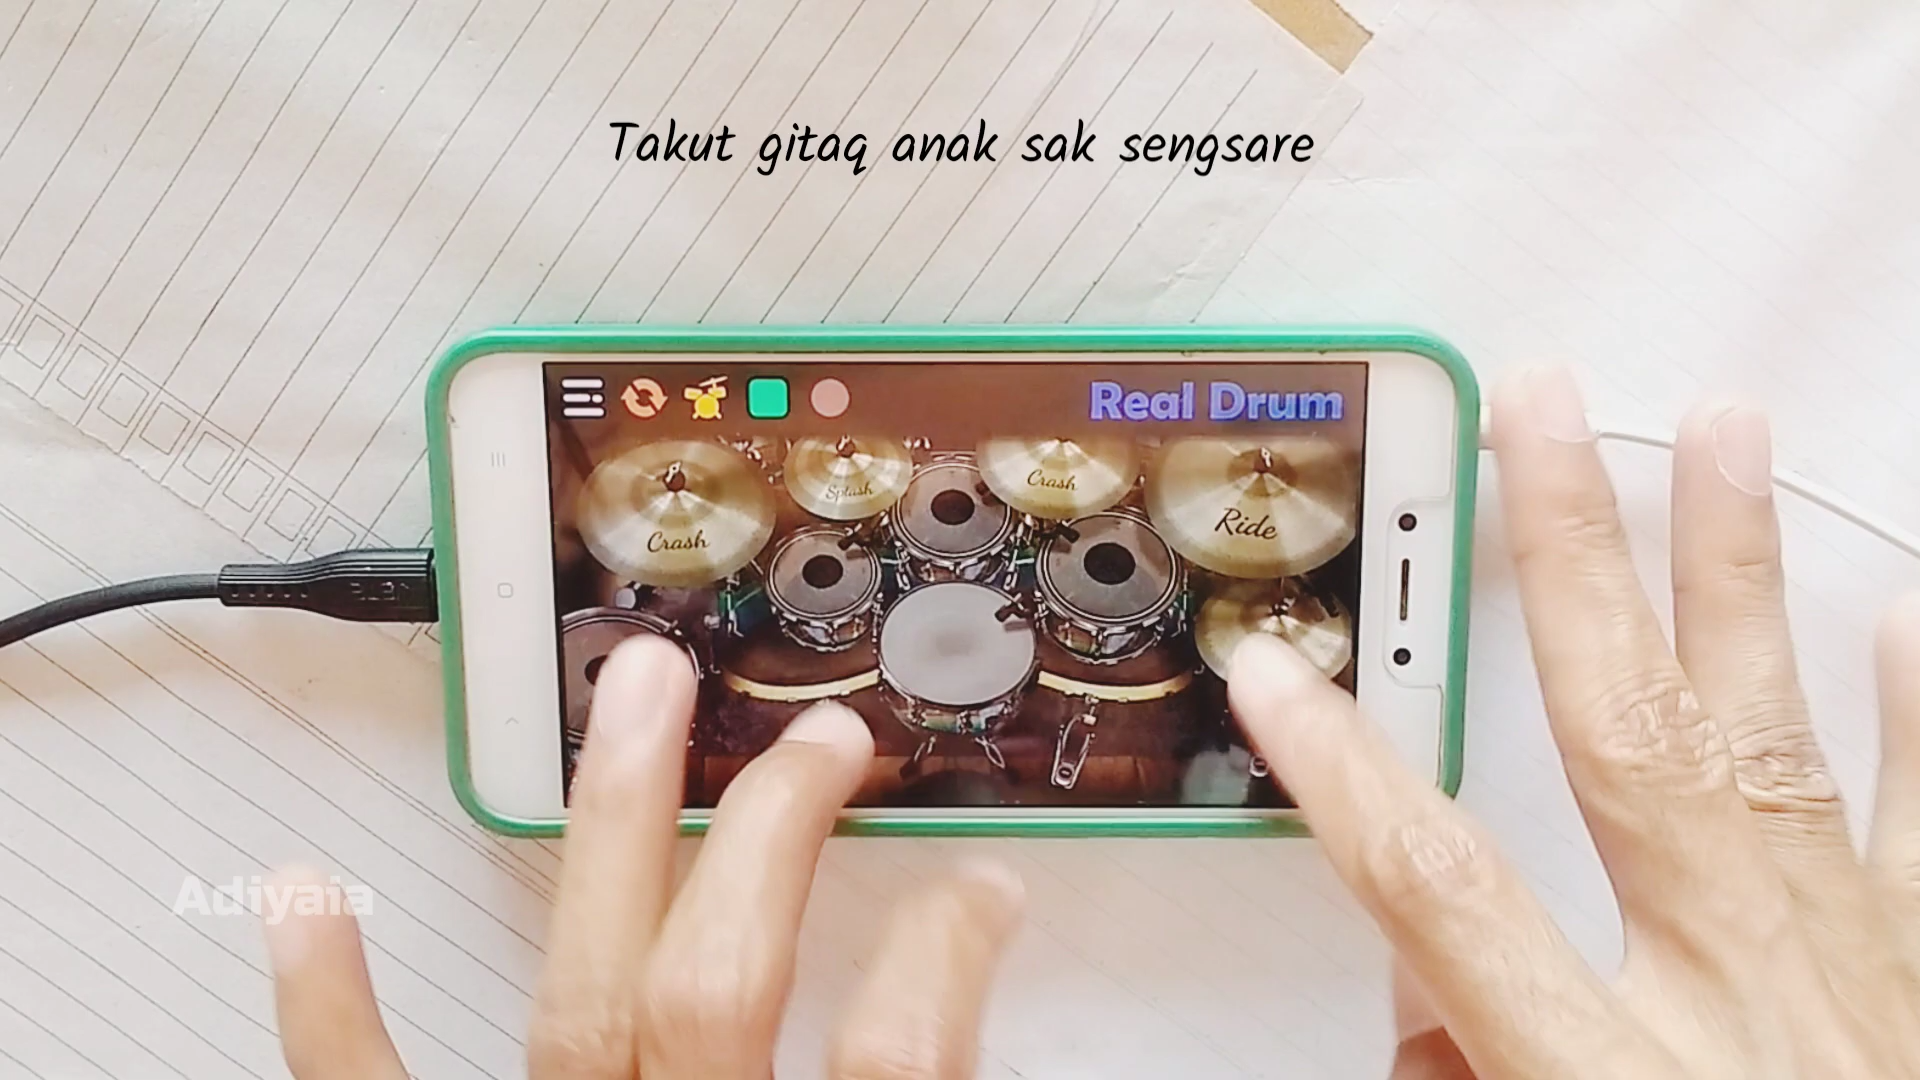 Takut gitaq anak sak sengsare
Real Drum
Splash
Crash
Ride
Crash
Adiyaia